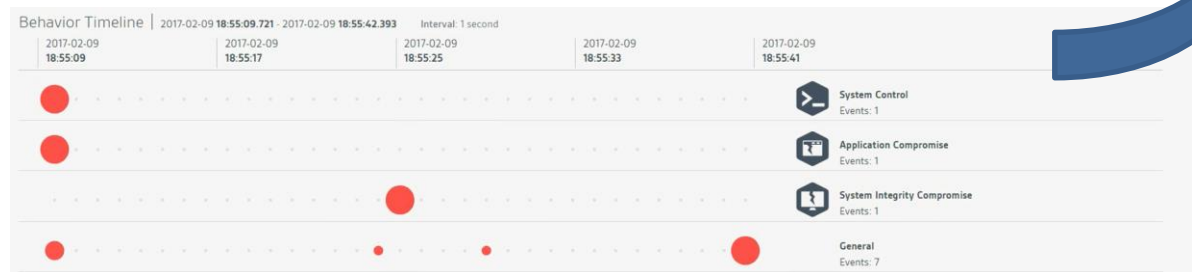 Behavior Timeline | 2017-02-09 18:55:09.721 - 2017-02-09 18:55:42.393 Interval: 1 second
2017-02-09 2017-02-09 2017-02-09 2017-02-09 2017-02-09
18:55:09 18:55:17 18:55:25 18:55:33 18:55:41
System Control
Events: 1
Application Compromise
Events: 1
System Integrity Compromise
Events: 1
General
Events: 7